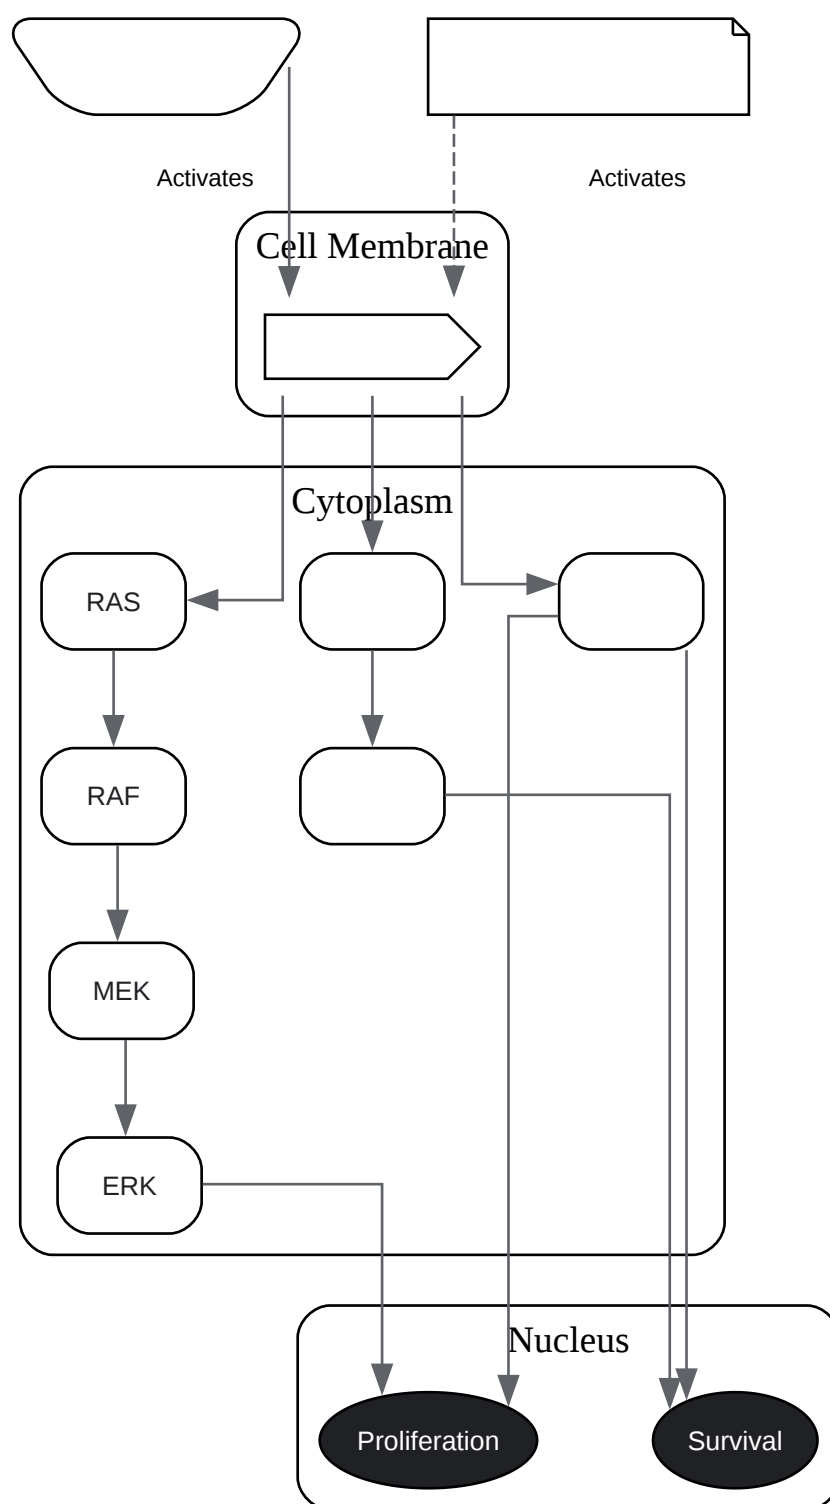 Activates
Activates
Cell Membrane
Cytoplasm
RAS
RAF
MEK
ERK
Nucleus
Proliferation
Survival